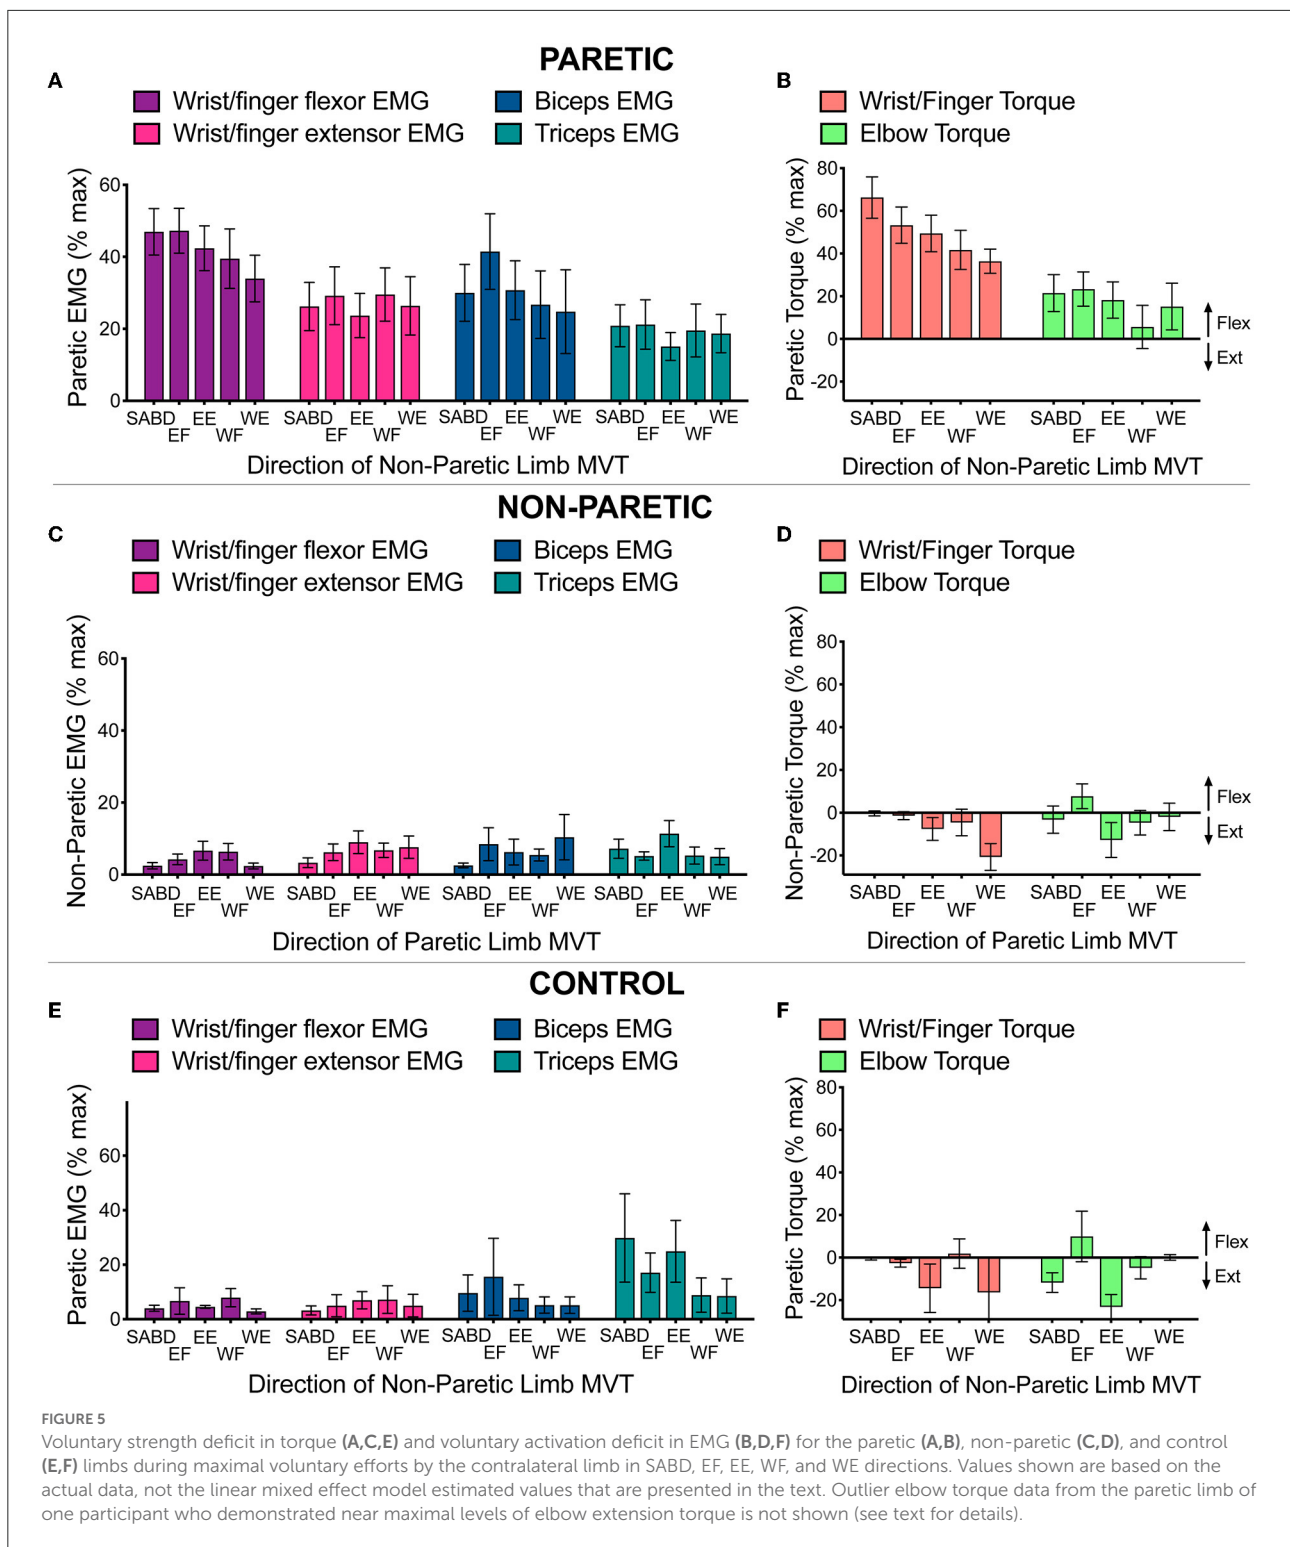 PARETIC
A
Wrist/finger flexor EMG
Biceps EMG
Wrist/finger extensor EMG
Triceps EMG
Paretic EMG (% max)
60
40
20
0
SABD EE WE SABD EE WE SABD EE WE SABD EE WE
EF WF EF WF EF WF EF WF
Direction of Non-Paretic Limb MVT
B
Wrist/Finger Torque
Elbow Torque
Paretic Torque (% max)
80
60
40
20
0
-20
Flex
Ext
SABD EE WE SABD EE WE
EF WF EF WF
Direction of Non-Paretic Limb MVT
NON-PARETIC
C
Wrist/finger flexor EMG
Biceps EMG
Wrist/finger extensor EMG
Triceps EMG
Non-Paretic EMG (% max)
60
40
20
0
SABD EE WE SABD EE WE SABD EE WE SABD EE WE
EF WF EF WF EF WF EF WF
Direction of Paretic Limb MVT
D
Wrist/Finger Torque
Elbow Torque
Non-Paretic Torque (% max)
80
60
40
20
0
-20
Flex
Ext
SABD EE WE SABD EE WE
EF WF EF WF
Direction of Paretic Limb MVT
CONTROL
E
Wrist/finger flexor EMG
Biceps EMG
Wrist/finger extensor EMG
Triceps EMG
Paretic EMG (% max)
60
40
20
0
SABD EE WE SABD EE WE SABD EE WE SABD EE WE
EF WF EF WF EF WF EF WF
Direction of Non-Paretic Limb MVT
F
Wrist/Finger Torque
Elbow Torque
Paretic Torque (% max)
80
60
40
20
0
-20
Flex
Ext
SABD EE WE SABD EE WE
EF WF EF WF
Direction of Non-Paretic Limb MVT
FIGURE 5
Voluntary strength deficit in torque (A,C,E) and voluntary activation deficit in EMG (B,D,F) for the paretic (A,B), non-paretic (C,D), and control
(E,F) limbs during maximal voluntary efforts by the contralateral limb in SABD, EF, EE, WF, and WE directions. Values shown are based on the
actual data, not the linear mixed effect model estimated values that are presented in the text. Outlier elbow torque data from the paretic limb of
one participant who demonstrated near maximal levels of elbow extension torque is not shown (see text for details).